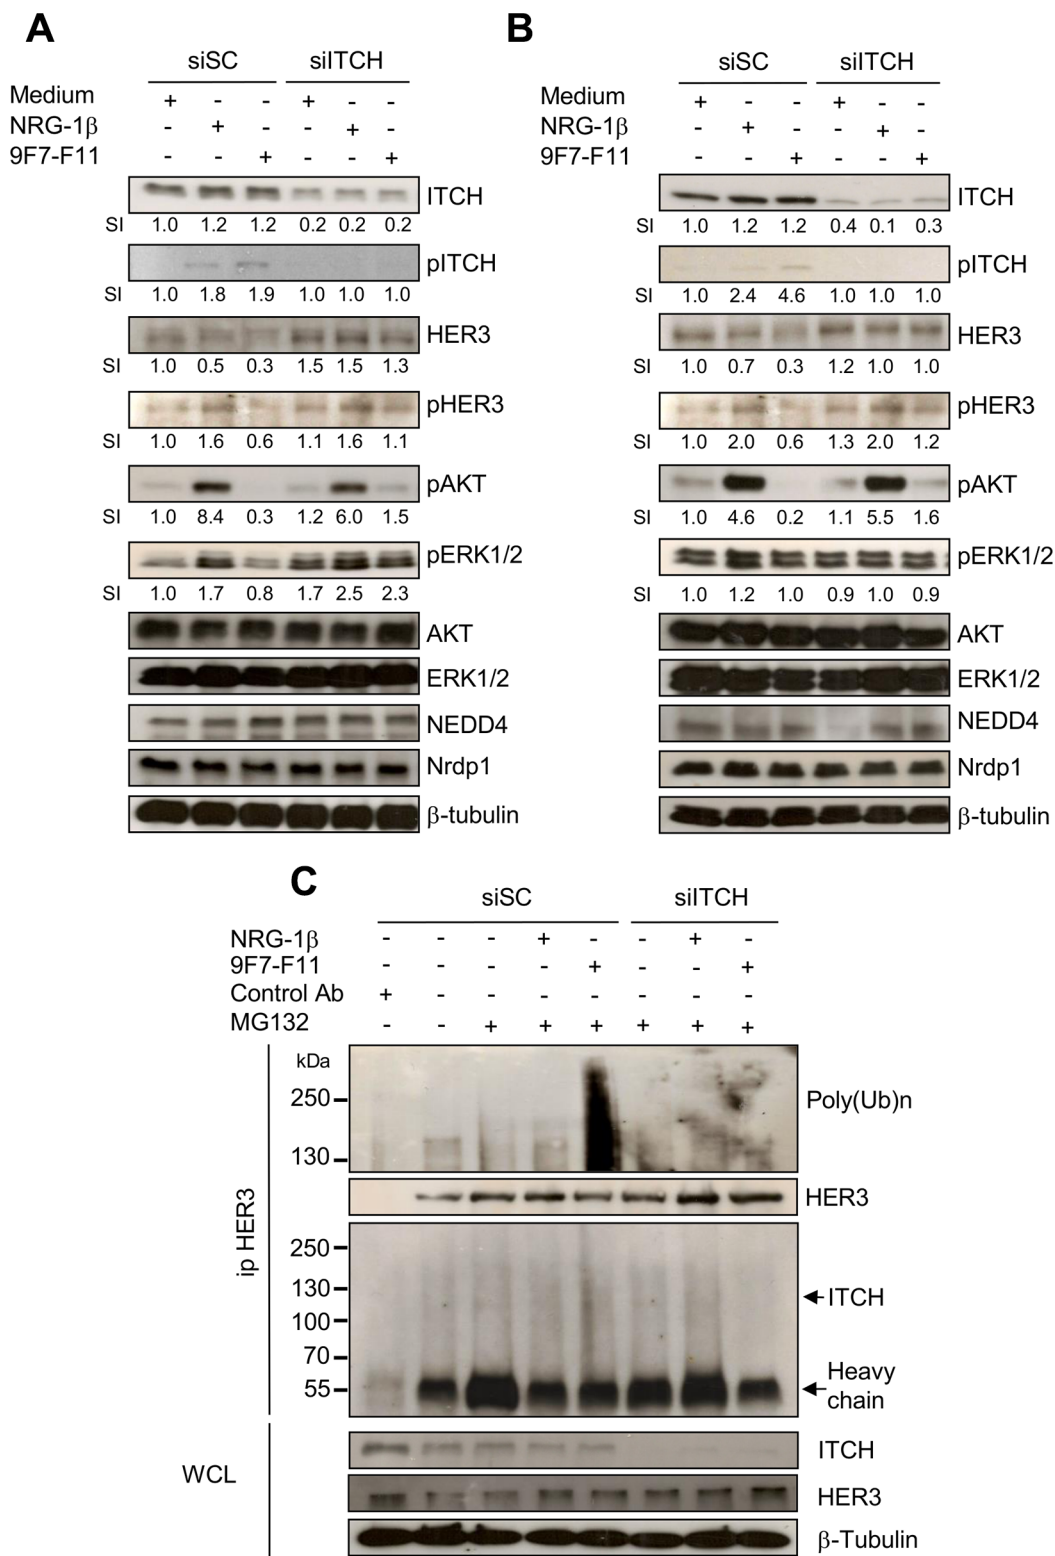 A
siSC siITCH
Medium + - - + - -
NRG-1β - + - - + -
9F7-F11 - - + - - +
ITCH
SI 1.0 1.2 1.2 0.2 0.2 0.2
pITCH
SI 1.0 1.8 1.9 1.0 1.0 1.0
HER3
SI 1.0 0.5 0.3 1.5 1.5 1.3
pHER3
SI 1.0 1.6 0.6 1.1 1.6 1.1
pAKT
SI 1.0 8.4 0.3 1.2 6.0 1.5
pERK1/2
SI 1.0 1.7 0.8 1.7 2.5 2.3
AKT
ERK1/2
NEDD4
Nrdp1
β-tubulin
B
siSC siITCH
Medium + - - + - -
NRG-1β - + - - + -
9F7-F11 - - + - - +
ITCH
SI 1.0 1.2 1.2 0.4 0.1 0.3
pITCH
SI 1.0 2.4 4.6 1.0 1.0 1.0
HER3
SI 1.0 0.7 0.3 1.2 1.0 1.0
pHER3
SI 1.0 2.0 0.6 1.3 2.0 1.2
pAKT
SI 1.0 4.6 0.2 1.1 5.5 1.6
pERK1/2
SI 1.0 1.2 1.0 0.9 1.0 0.9
AKT
ERK1/2
NEDD4
Nrdp1
β-tubulin
C
siSC siITCH
NRG-1β - - - + - - + -
9F7-F11 - - - - + - - +
Control Ab + - - - - - - -
MG132 - - + + + + + +
ip HER3
kDa
250
Poly(Ub)n
130
HER3
250
130
ITCH
100
70
55
Heavy
chain
WCL
ITCH
HER3
β-Tubulin